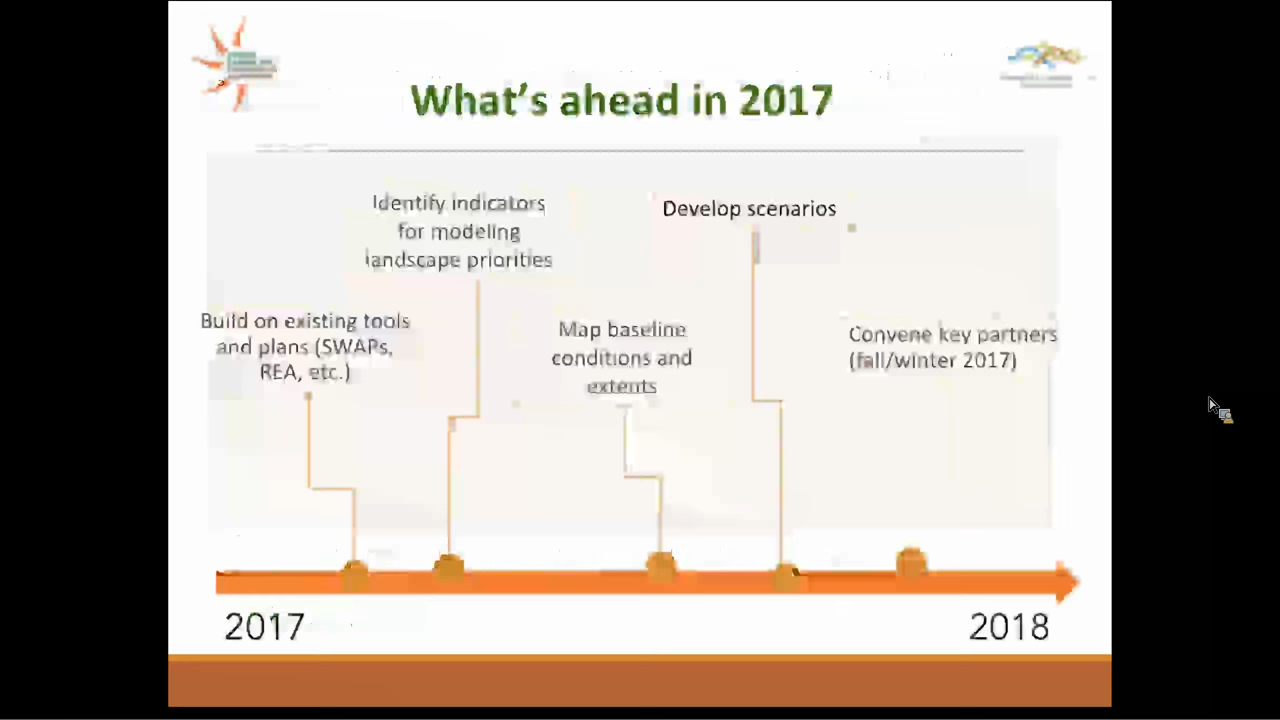 What's ahead in 2017
Identify indicators
for modeling
landscape priorities
Develop scenarios
Build on existing tools
and plans (SWAPs,
REA, etc.)
Map baseline
conditions and
extents
Convene key partners
(fall/winter 2017)
2017
2018